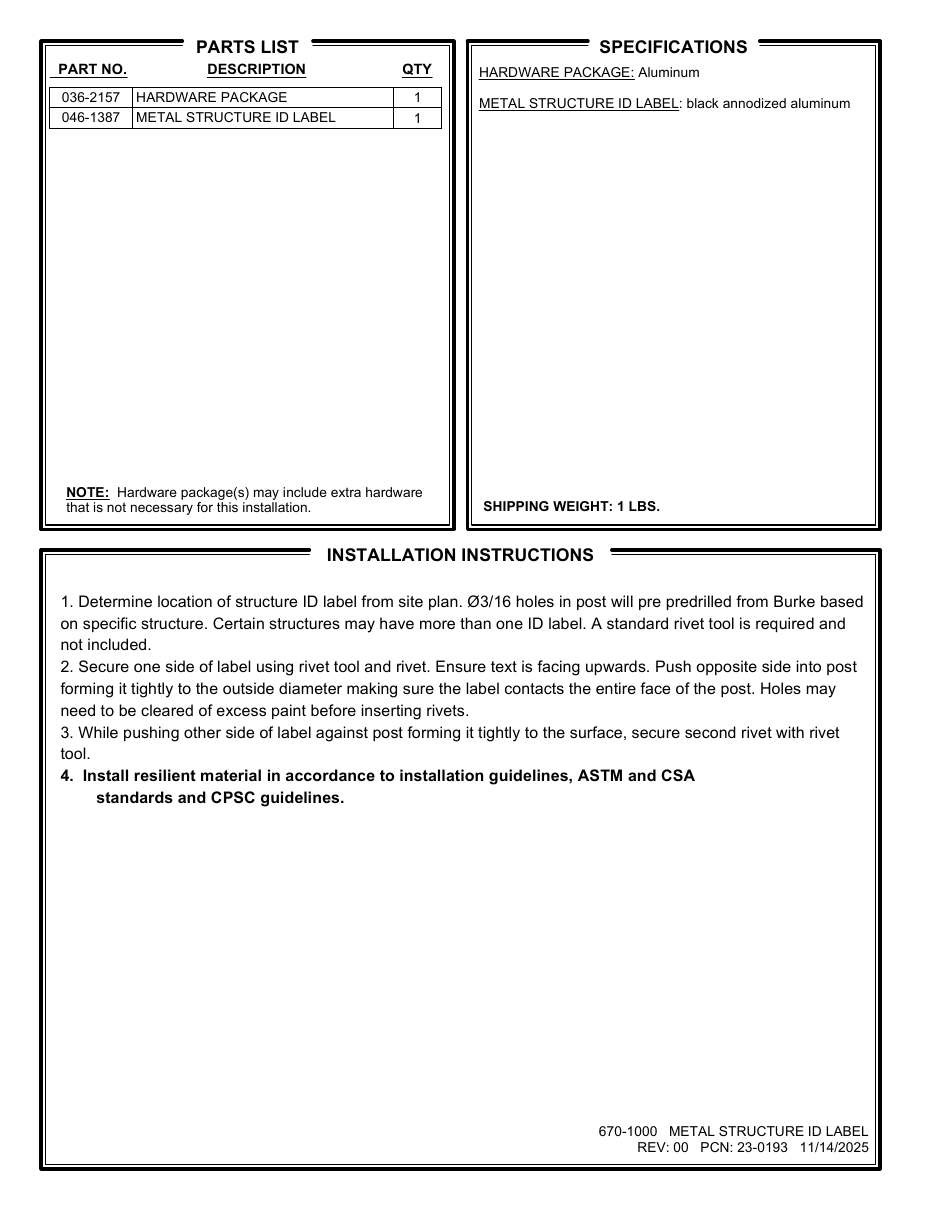 PARTS LIST
PART NO. DESCRIPTION QTY
036-2157 HARDWARE PACKAGE 1
046-1387 METAL STRUCTURE ID LABEL 1
NOTE: Hardware package(s) may include extra hardware
that is not necessary for this installation.
SPECIFICATIONS
HARDWARE PACKAGE: Aluminum
METAL STRUCTURE ID LABEL: black annodized aluminum
SHIPPING WEIGHT: 1 LBS.
INSTALLATION INSTRUCTIONS
1. Determine location of structure ID label from site plan. Ø3/16 holes in post will pre predrilled from Burke based
on specific structure. Certain structures may have more than one ID label. A standard rivet tool is required and
not included.
2. Secure one side of label using rivet tool and rivet. Ensure text is facing upwards. Push opposite side into post
forming it tightly to the outside diameter making sure the label contacts the entire face of the post. Holes may
need to be cleared of excess paint before inserting rivets.
3. While pushing other side of label against post forming it tightly to the surface, secure second rivet with rivet
tool.
4. Install resilient material in accordance to installation guidelines, ASTM and CSA
standards and CPSC guidelines.
670-1000 METAL STRUCTURE ID LABEL
REV: 00 PCN: 23-0193 11/14/2025